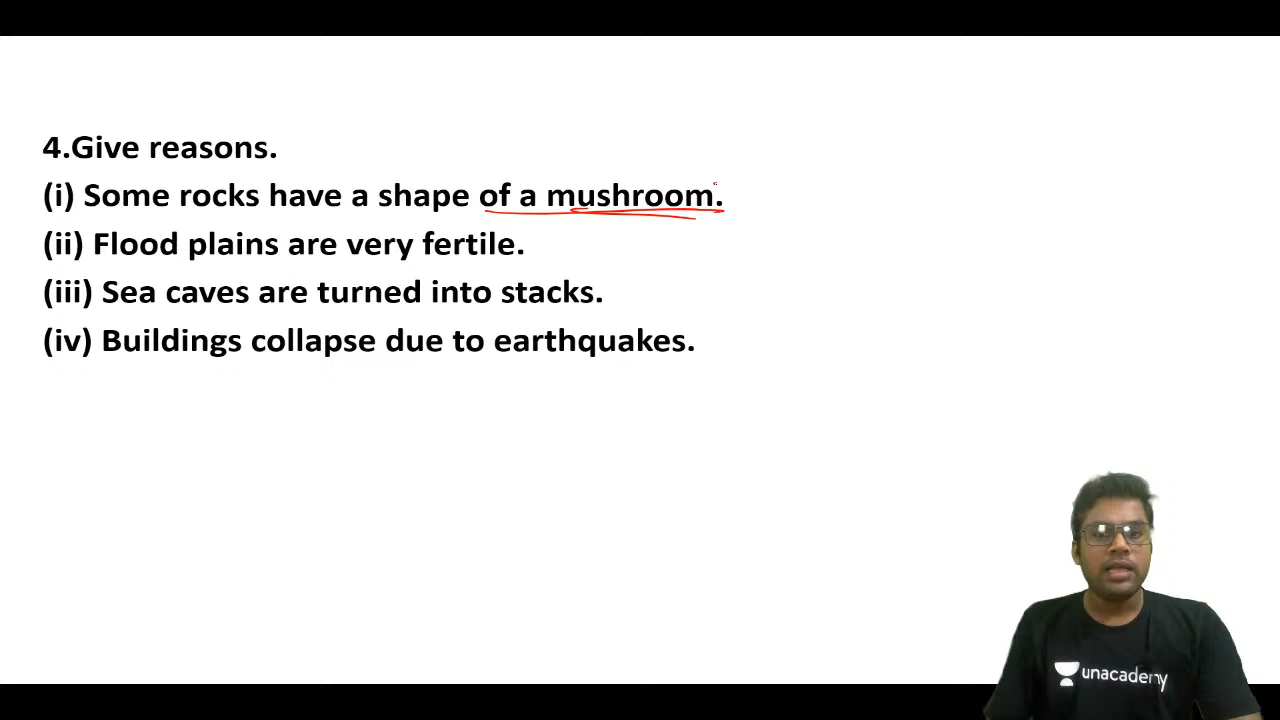 4.Give reasons.
(i) Some rocks have a shape of a mushroom.
(ii) Flood plains are very fertile.
(iii) Sea caves are turned into stacks.
(iv) Buildings collapse due to earthquakes.
unacademy